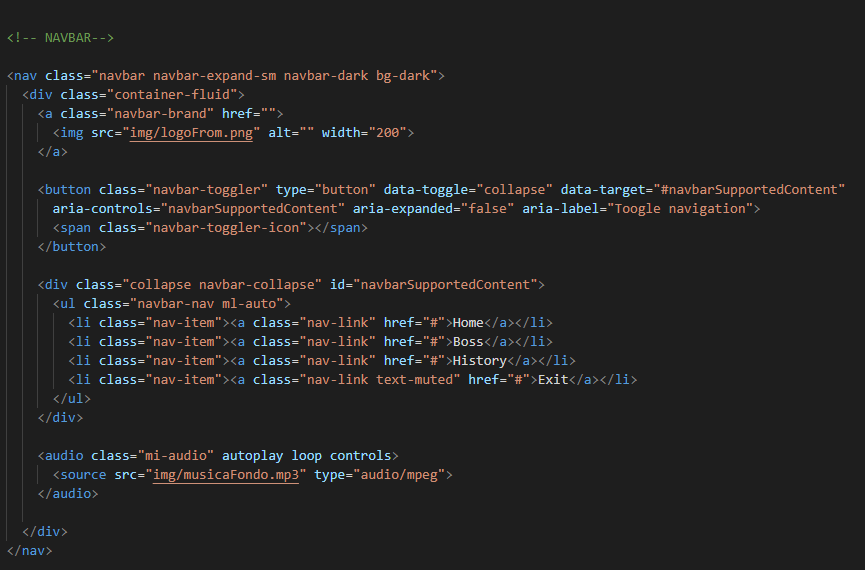 <!-- NAVBAR-->
<nav class="navbar navbar-expand-sm navbar-dark bg-dark">
<div class="container-fluid">
<a class="navbar-brand" href="">
<img src="img/logoFrom.png" alt="" width="200">
</a>
<button class="navbar-toggler" type="button" data-toggle="collapse" data-target="#navbarSupportedContent"
aria-controls="navbarSupportedContent" aria-expanded="false" aria-label="Toogle navigation">
<span class="navbar-toggler-icon"></span>
</button>
<div class="collapse navbar-collapse" id="navbarSupportedContent">
<ul class="navbar-nav ml-auto">
<li class="nav-item"><a class="nav-link" href="#">Home</a></li>
<li class="nav-item"><a class="nav-link" href="#">Boss</a></li>
<li class="nav-item"><a class="nav-link" href="#">History</a></li>
<li class="nav-item"><a class="nav-link text-muted" href="#">Exit</a></li>
</ul>
</div>
<audio class="mi-audio" autoplay loop controls>
<source src="img/musicaFondo.mp3" type="audio/mpeg">
</audio>
</div>
</nav>